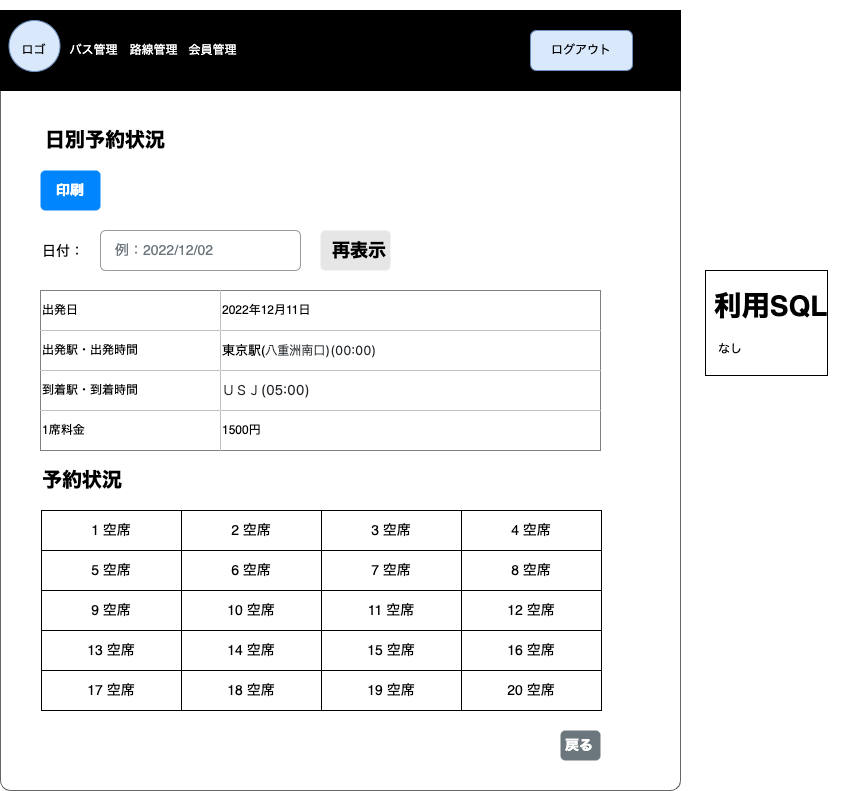 ロゴ バス管理 路線管理 会員管理 ログアウト
日別予約状況
印刷
日付： 例：2022/12/02 再表示
出発日 2022年12月11日
出発駅・出発時間 東京駅(八重洲南口)(00:00)
到着駅・到着時間 ＵＳＪ(05:00)
1席料金 1500円
予約状況
1 空席 2 空席 3 空席 4 空席
5 空席 6 空席 7 空席 8 空席
9 空席 10 空席 11 空席 12 空席
13 空席 14 空席 15 空席 16 空席
17 空席 18 空席 19 空席 20 空席
戻る
利用SQL
なし